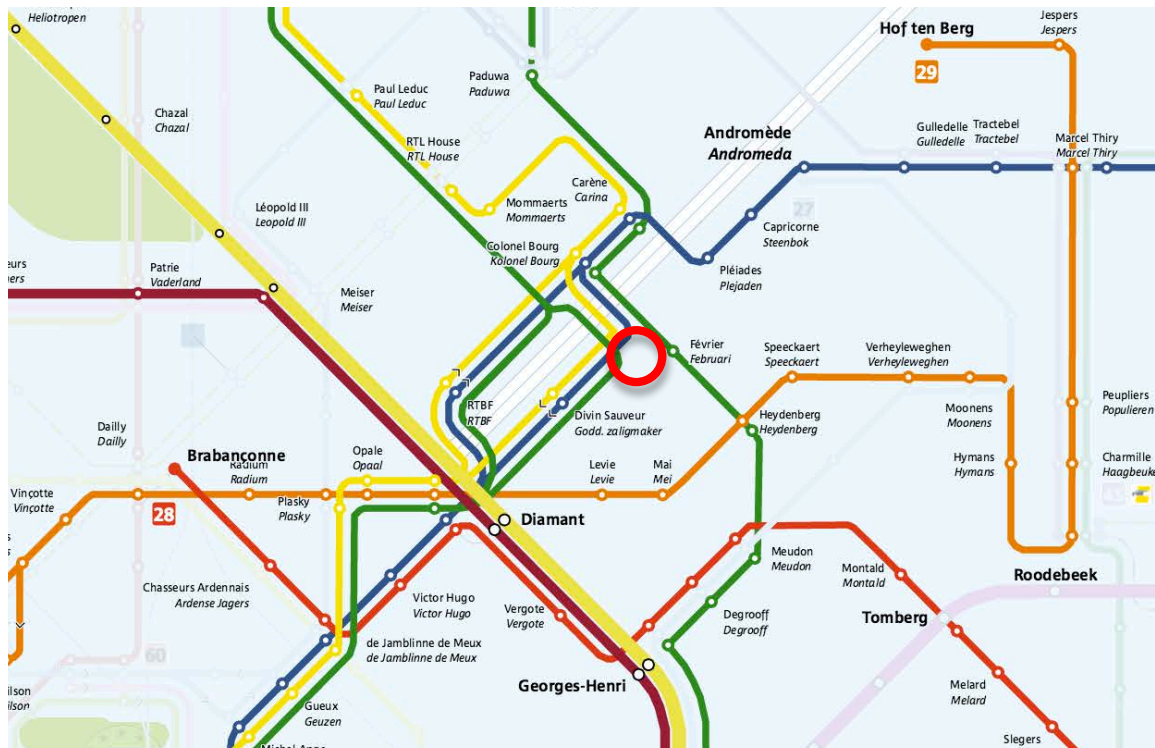 Heliotropen
Jespers
Jespers
Hof ten Berg
29
Paduwa
Paduwa
Paul Leduc
Paul Leduc
Chazal
Chazal
RTL House
RTL House
Andromède
Andromeda
Gulledelle
Gulledelle
Tractebel
Tractebel
Marcel Thiry
Marcel Thiry
Carène
Carina
Mommaerts
Mommaerts
Léopold III
Leopold III
27
Capricorne
Steenbok
Colonel Bourg
Kolonel Bourg
Patrie
Vaderland
Pléiades
Plejaden
Meiser
Meiser
Février
Februari
Speeckaert
Speeckaert
Verheyleweghen
Verheyleweghen
RTBF
RTBF
Divin Sauveur
Godd. zaligmaker
Heydenberg
Heydenberg
Moonens
Moonens
Peupliers
Populieren
Dailly
Dailly
Brabançonne
Radium
Radium
Opale
Opaal
Levie
Levie
Mai
Mei
Hymans
Hymans
Charmille
Haagbeuke
Vinçotte
Vinçotte
28
Plasky
Plasky
Diamant
Meudon
Meudon
Chasseurs Ardennais
Ardense Jagers
Victor Hugo
Victor Hugo
Vergote
Vergote
Montald
Montald
Roodebeek
Degrooff
Degrooff
Tomberg
de Jamblinne de Meux
de Jamblinne de Meux
60
Georges-Henri
Melard
Melard
Gueux
Geuzen
Slegers